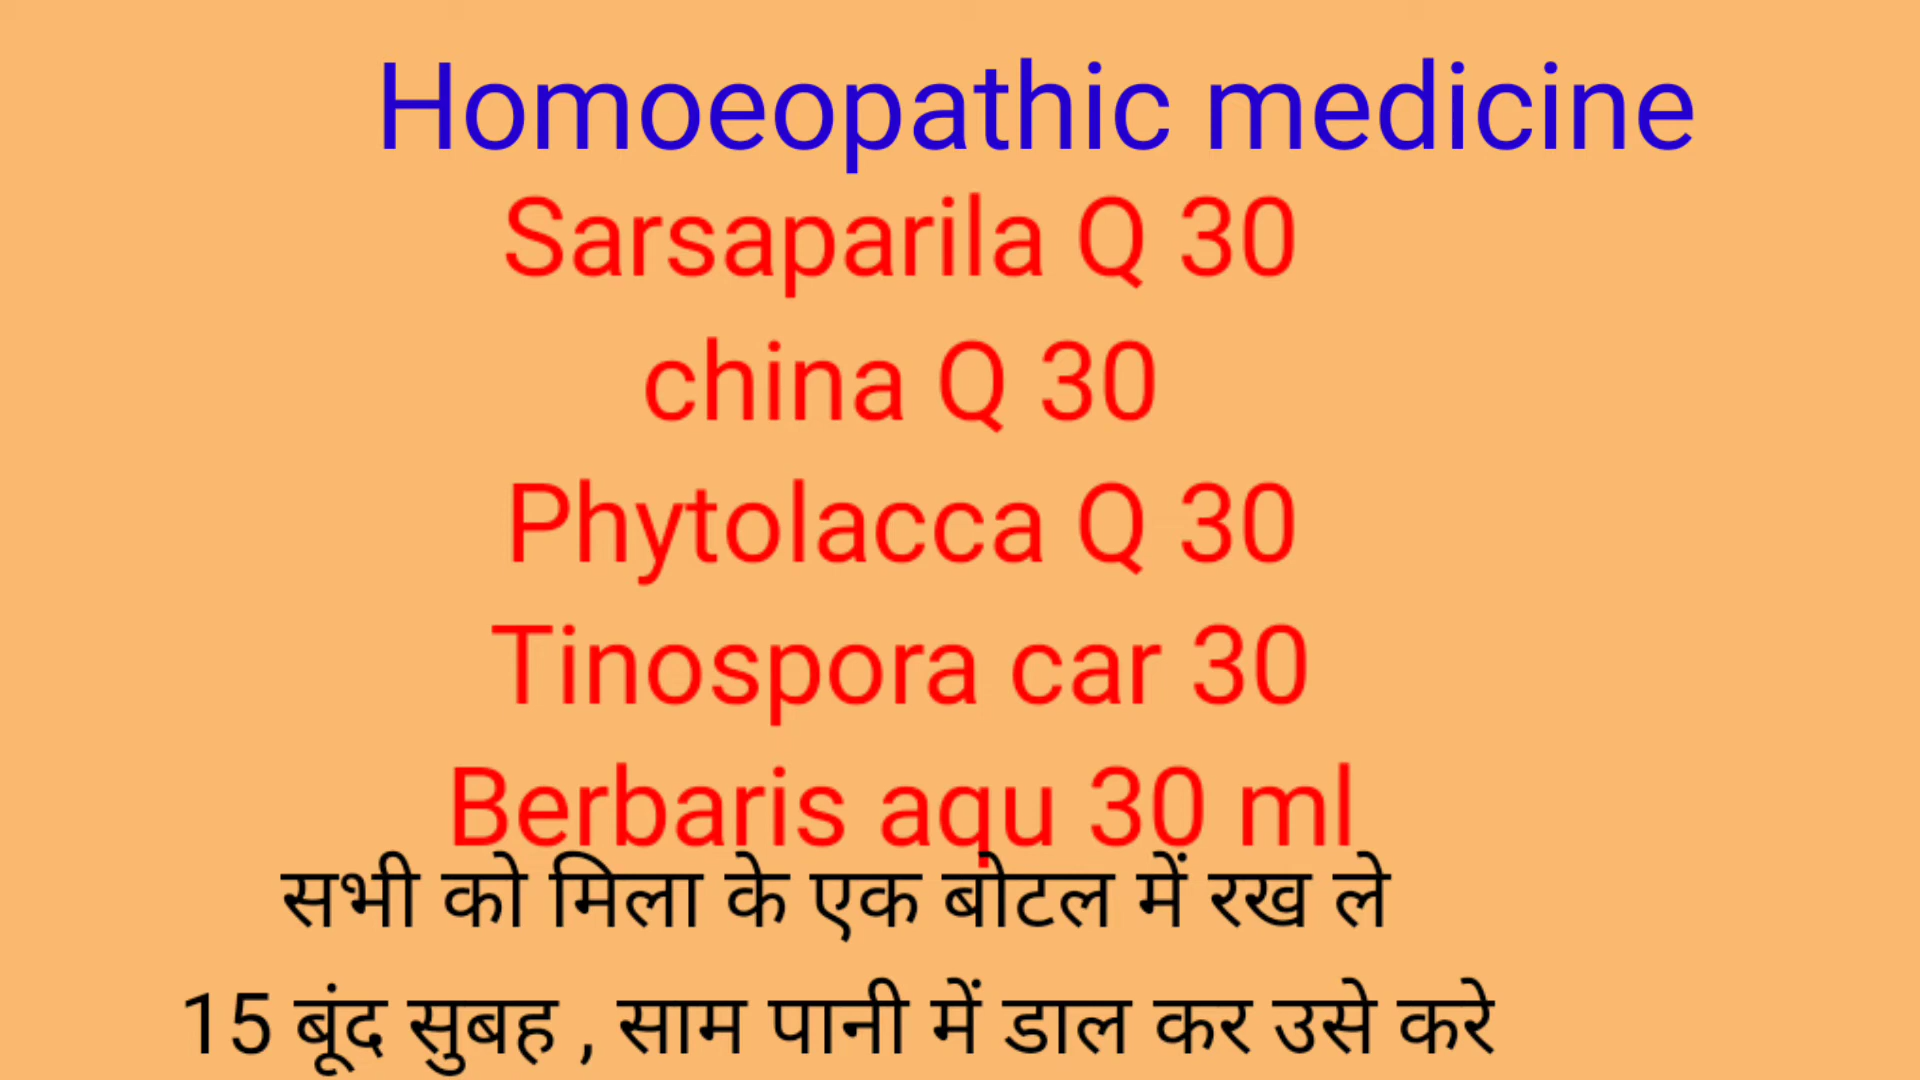 Homoeopathic medicine
Sarsaparila Q 30
china Q 30
Phytolacca Q 30
Tinospora car 30
Berbaris aqu 30 ml
सभी को मिला के एक बोटल में रख ले
15 बूंद सुबह , साम पानी में डाल कर उसे करे